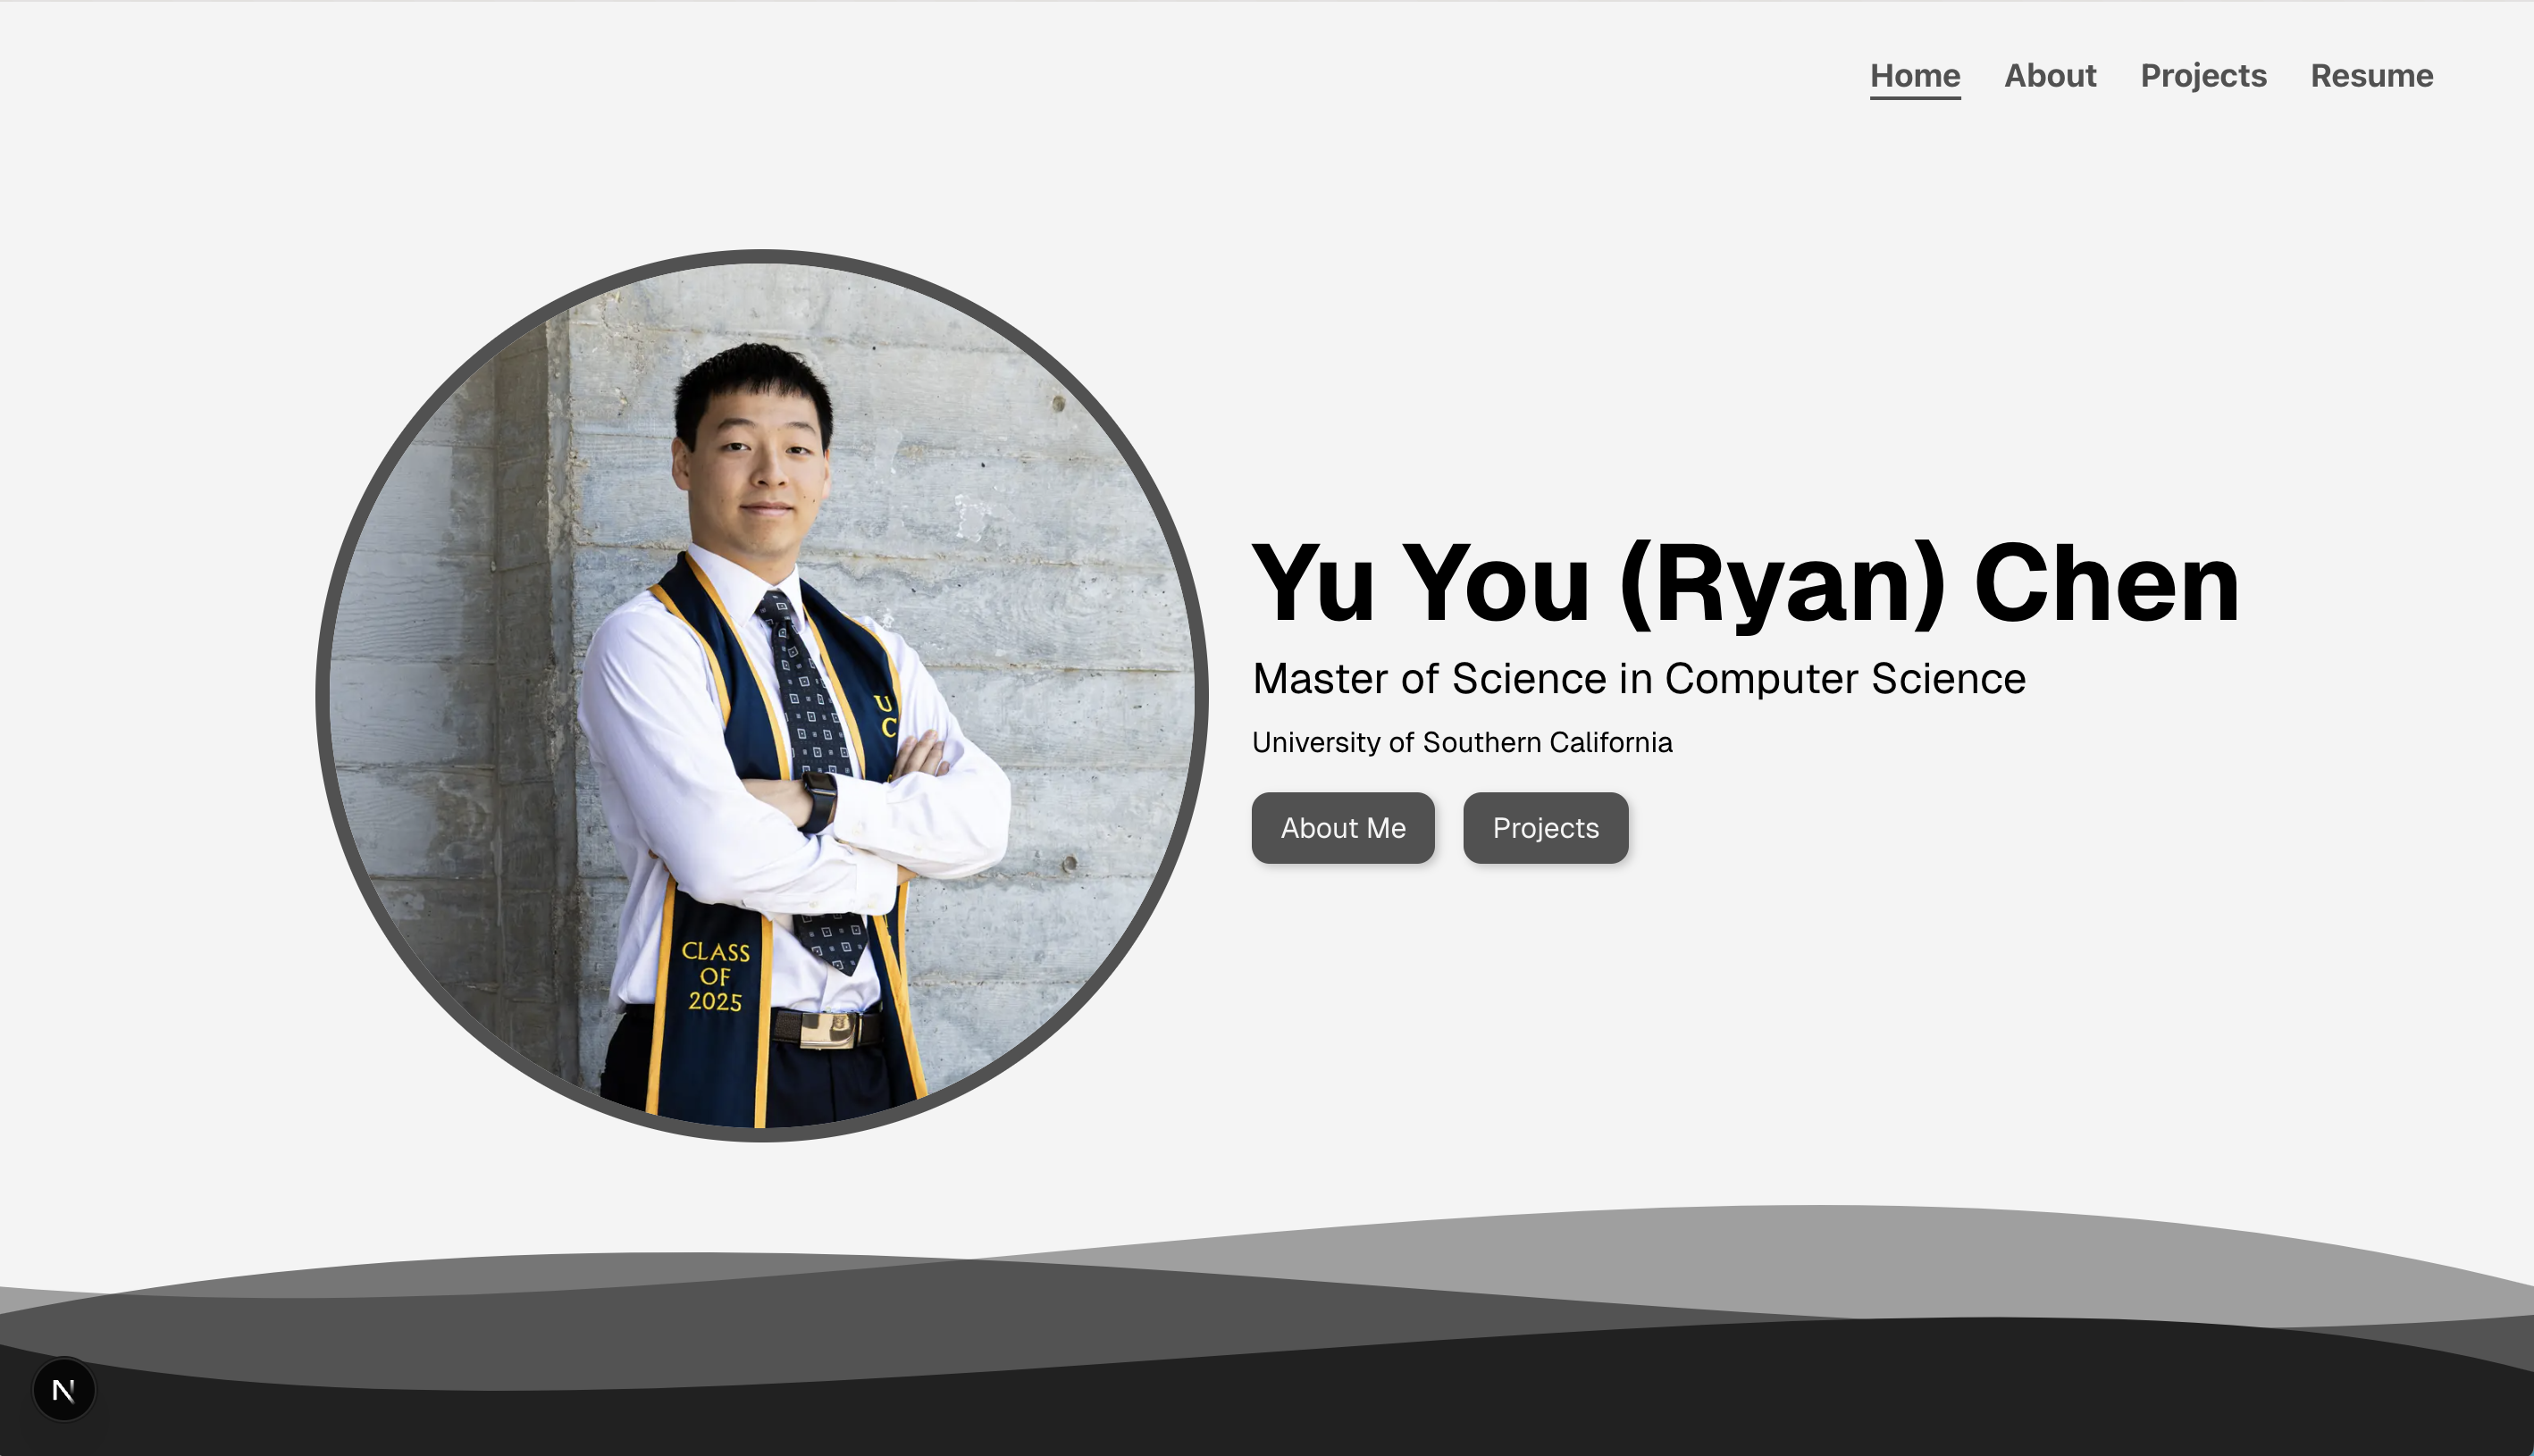 Home About Projects Resume
Yu You (Ryan) Chen
Master of Science in Computer Science
University of Southern California
About Me Projects
U
C
CLASS
OF
2025
N